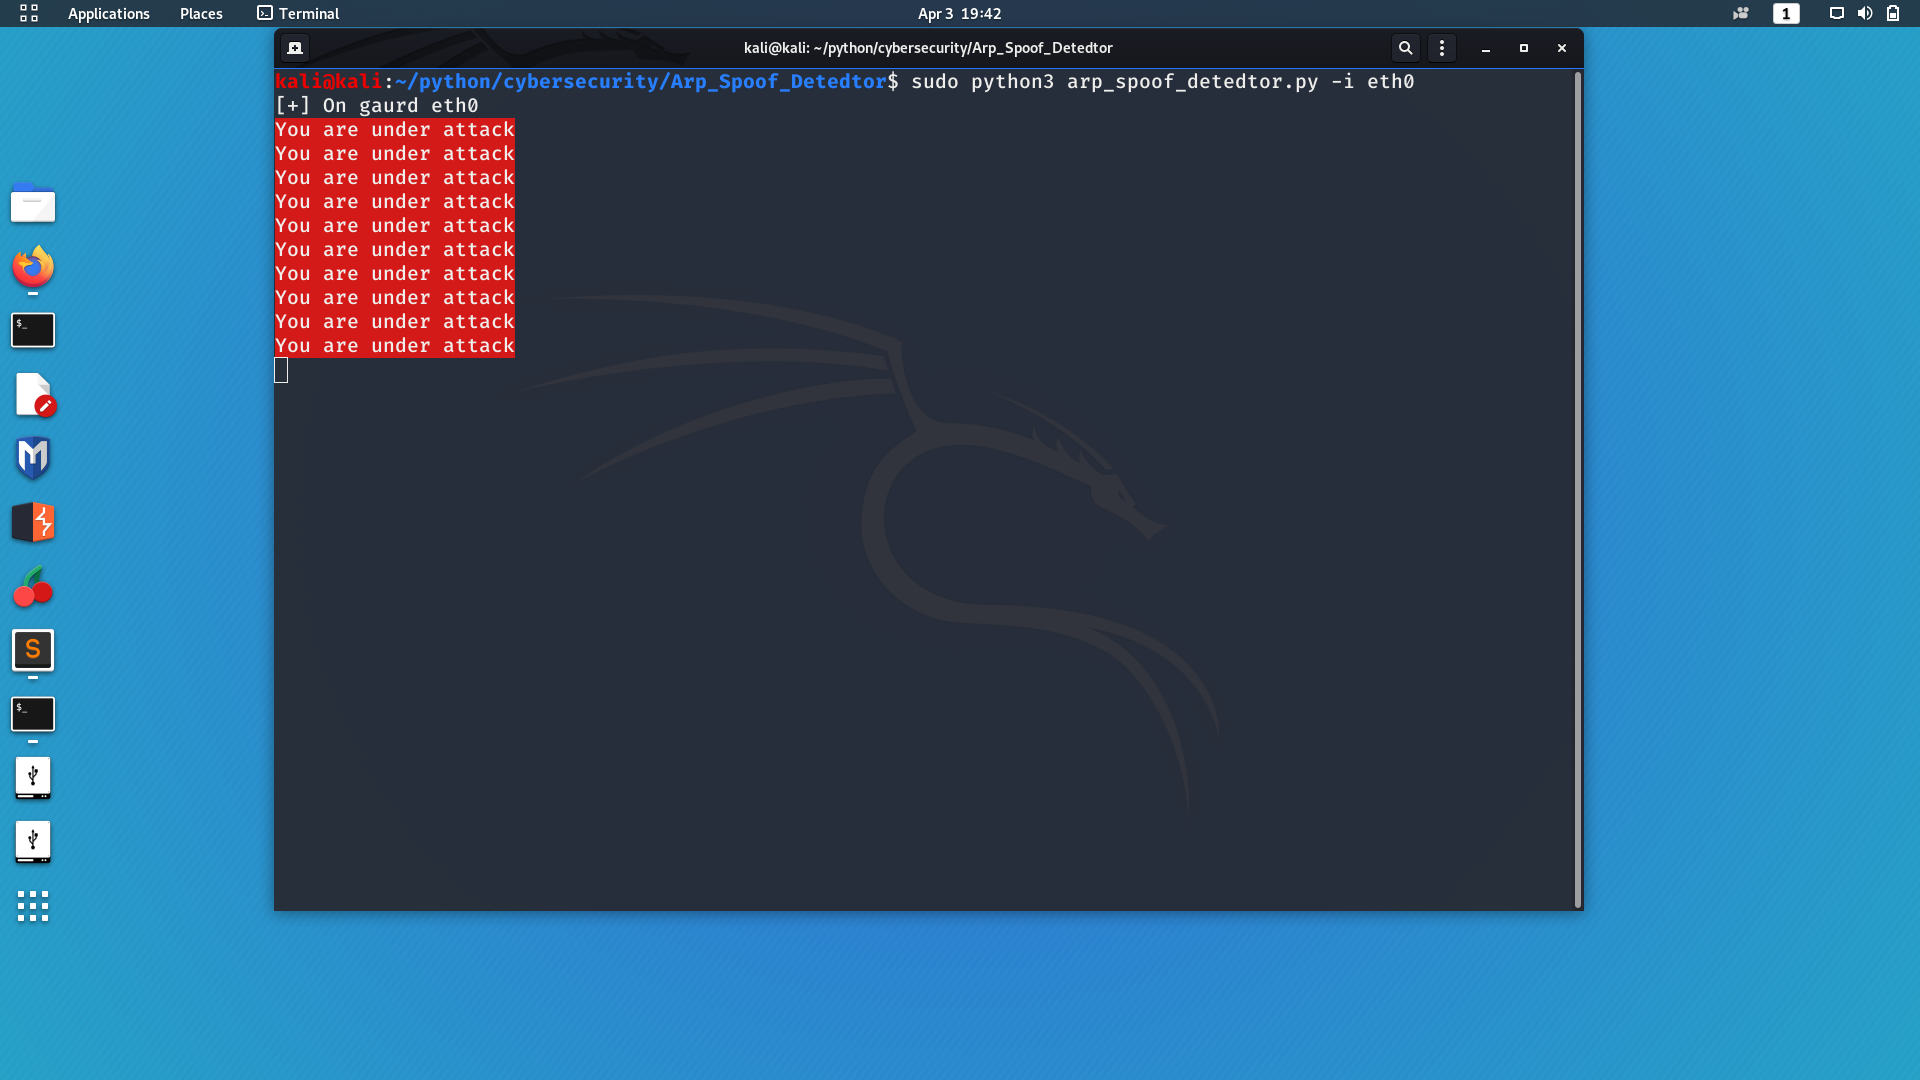 Applications Places Terminal Apr 3 19:42 1
kali@kali: ~/python/cybersecurity/Arp_Spoof_Detedtor
kali@kali:~/python/cybersecurity/Arp_Spoof_Detedtor$ sudo python3 arp_spoof_detedtor.py -i eth0
[+] On gaurd eth0
You are under attack
You are under attack
You are under attack
You are under attack
You are under attack
You are under attack
You are under attack
You are under attack
You are under attack
You are under attack
$_
M
S
$_